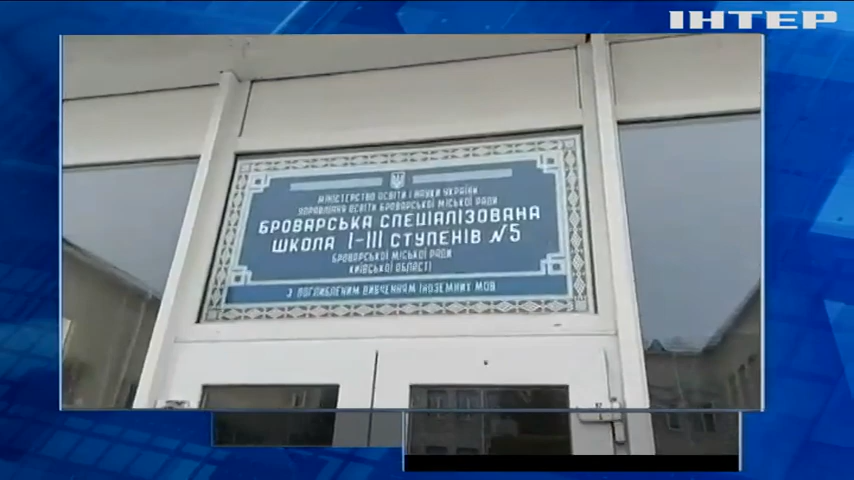 ІНТЕР
МІНІСТЕРСТВО ОСВІТИ І НАУКИ УКРАЇНИ
УПРАВЛІННЯ ОСВІТИ БРОВАРСЬКОЇ МІСЬКОЇ РАДИ
БРОВАРСЬКА СПЕЦІАЛІЗОВАНА
ШКОЛА І-ІІІ СТУПЕНІВ №5
БРОВАРСЬКОЇ МІСЬКОЇ РАДИ
КИЇВСЬКОЇ ОБЛАСТІ
З ПОГЛИБЛЕНИМ ВИВЧЕННЯМ ІНОЗЕМНИХ МОВ